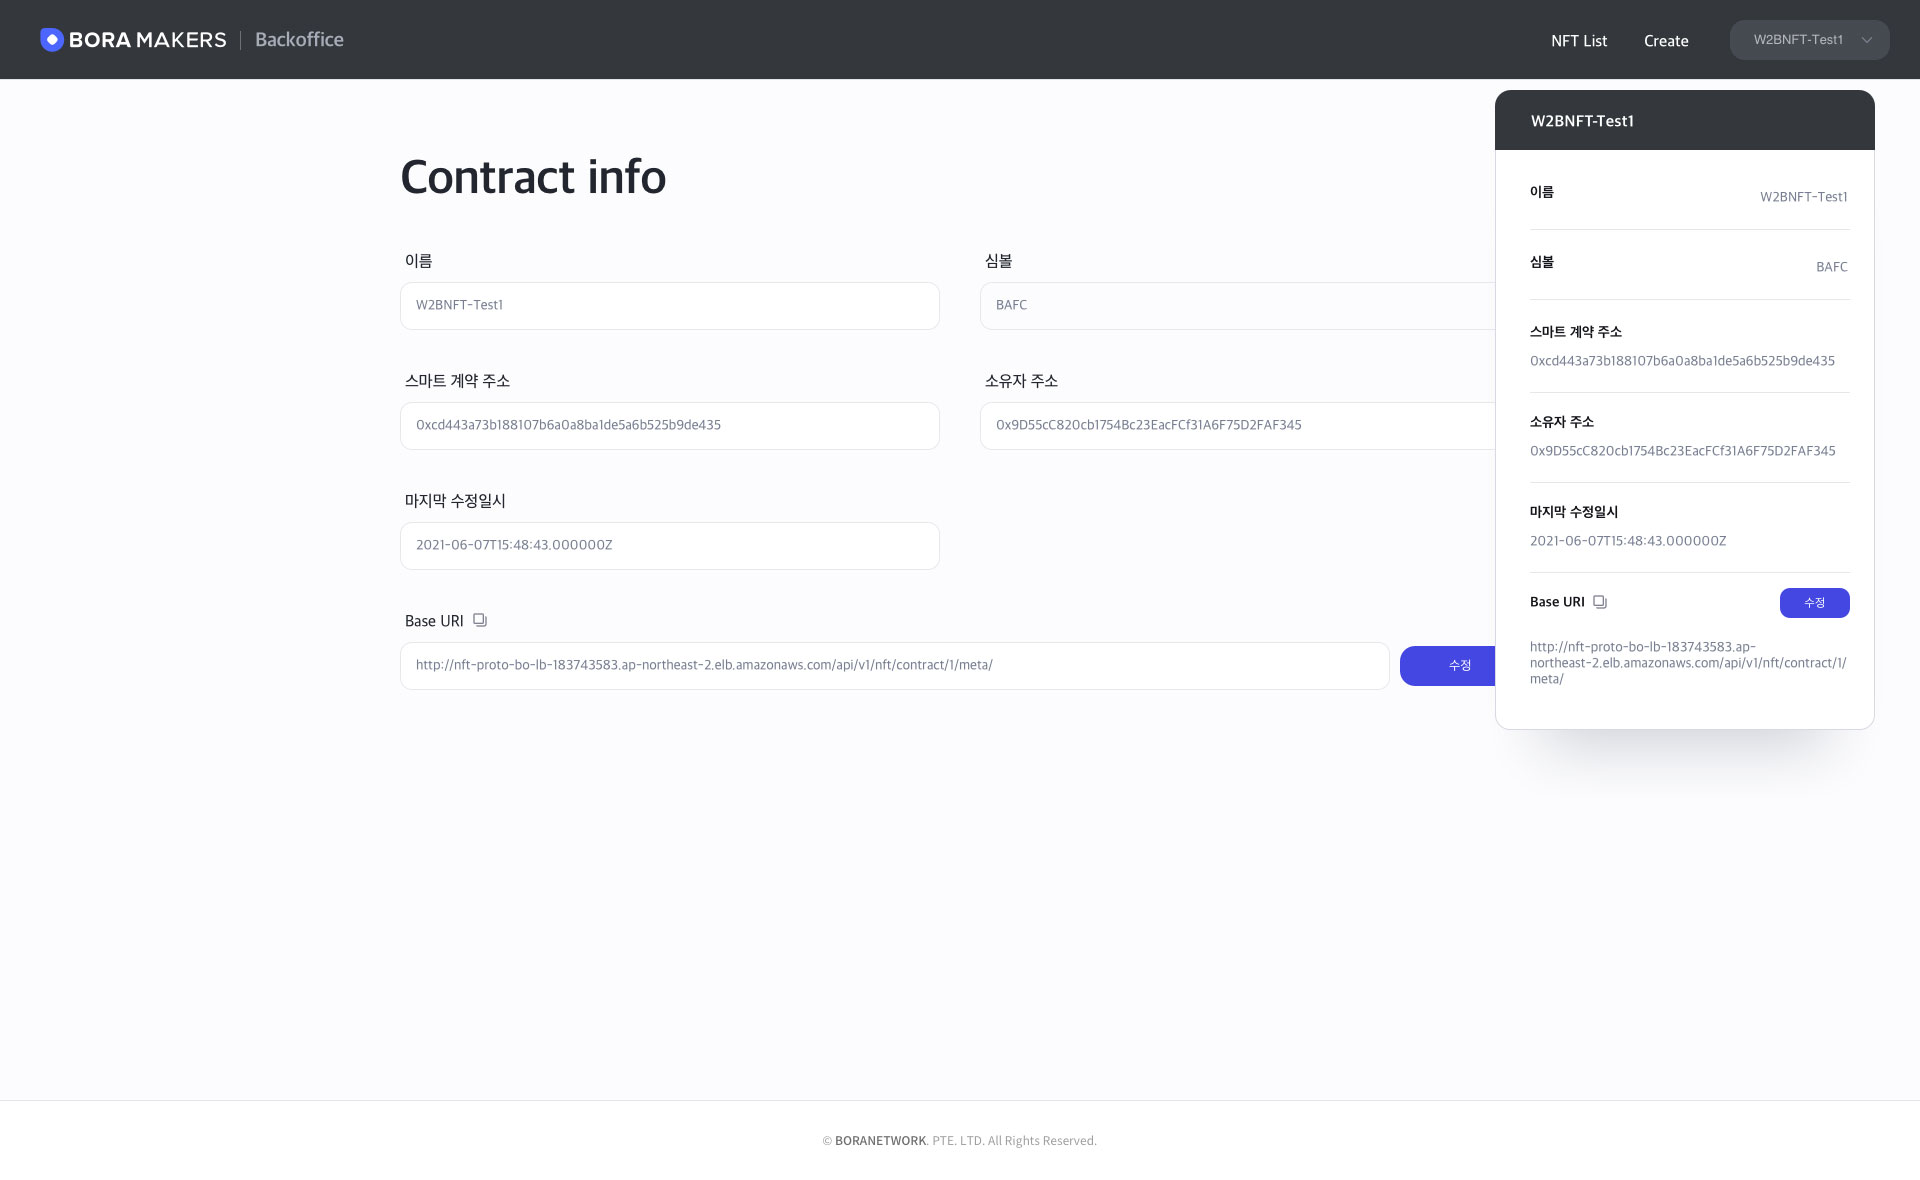 BORA MAKERS Backoffice
NFT List
Create
W2BNFT-Test1
Contract info
이름
W2BNFT-Test1
심볼
BAFC
스마트 계약 주소
0xcd443a73b188107b6a0a8ba1de5a6b525b9de435
소유자 주소
0x9D55cC820cb1754Bc23EacFCf31A6F75D2FAF345
마지막 수정일시
2021-06-07T15:48:43.000000Z
Base URI
http://nft-proto-bo-lb-183743583.ap-northeast-2.elb.amazonaws.com/api/v1/nft/contract/1/meta/
수정
W2BNFT-Test1
이름
W2BNFT-Test1
심볼
BAFC
스마트 계약 주소
0xcd443a73b188107b6a0a8ba1de5a6b525b9de435
소유자 주소
0x9D55cC820cb1754Bc23EacFCf31A6F75D2FAF345
마지막 수정일시
2021-06-07T15:48:43.000000Z
Base URI
수정
http://nft-proto-bo-lb-183743583.ap-
northeast-2.elb.amazonaws.com/api/v1/nft/contract/1/
meta/
© BORANETWORK. PTE. LTD. All Rights Reserved.